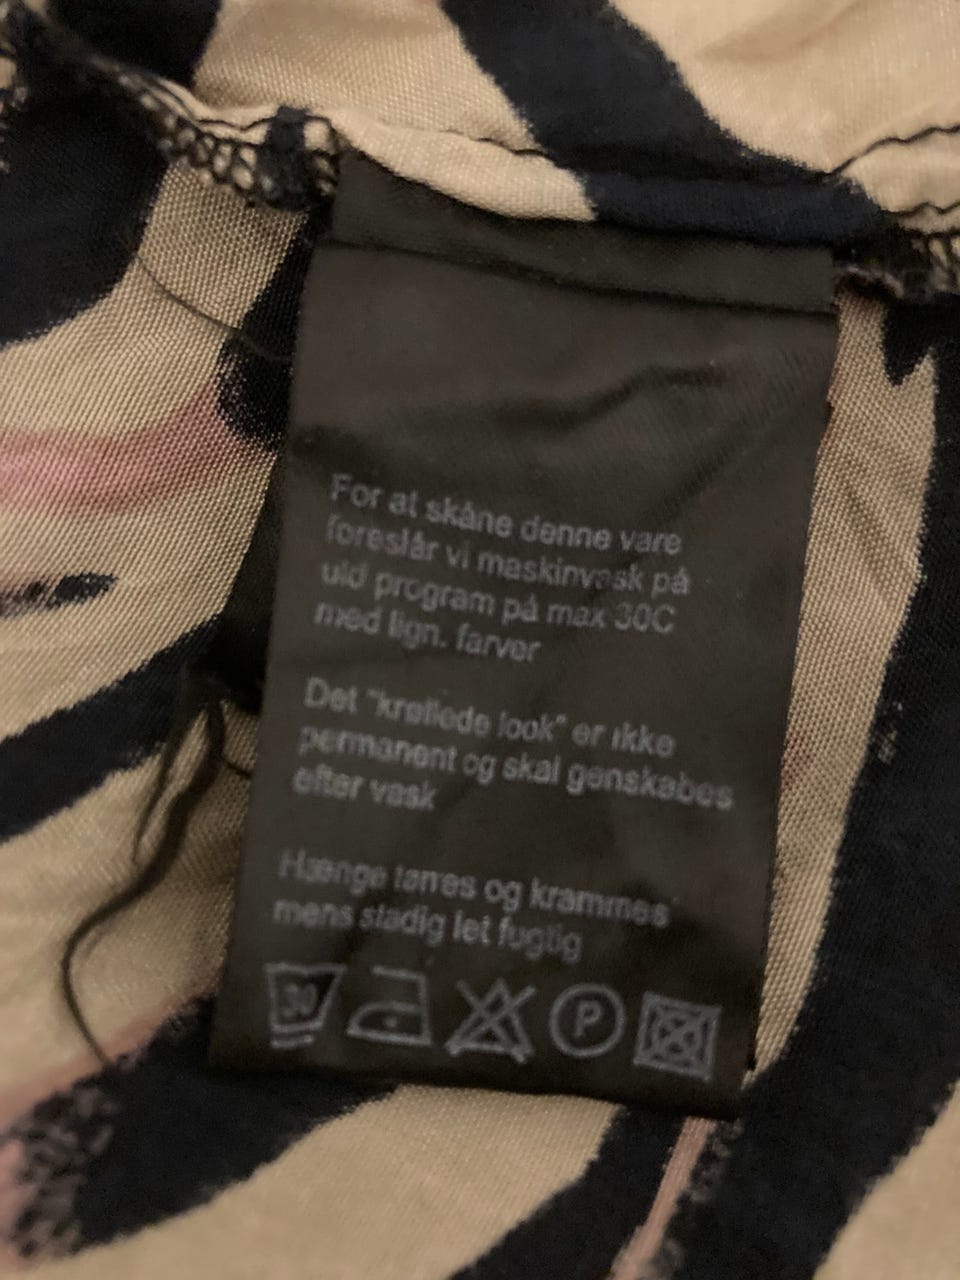 For at skåne denne vare
foreslår vi maskinvask på
uld program på max 30C
med lign. farver
Det "krøllede look" er ikke
permanent og skal genskabes
efter vask
Hænge tørres og krammes
mens stadig let fugtig
30
P